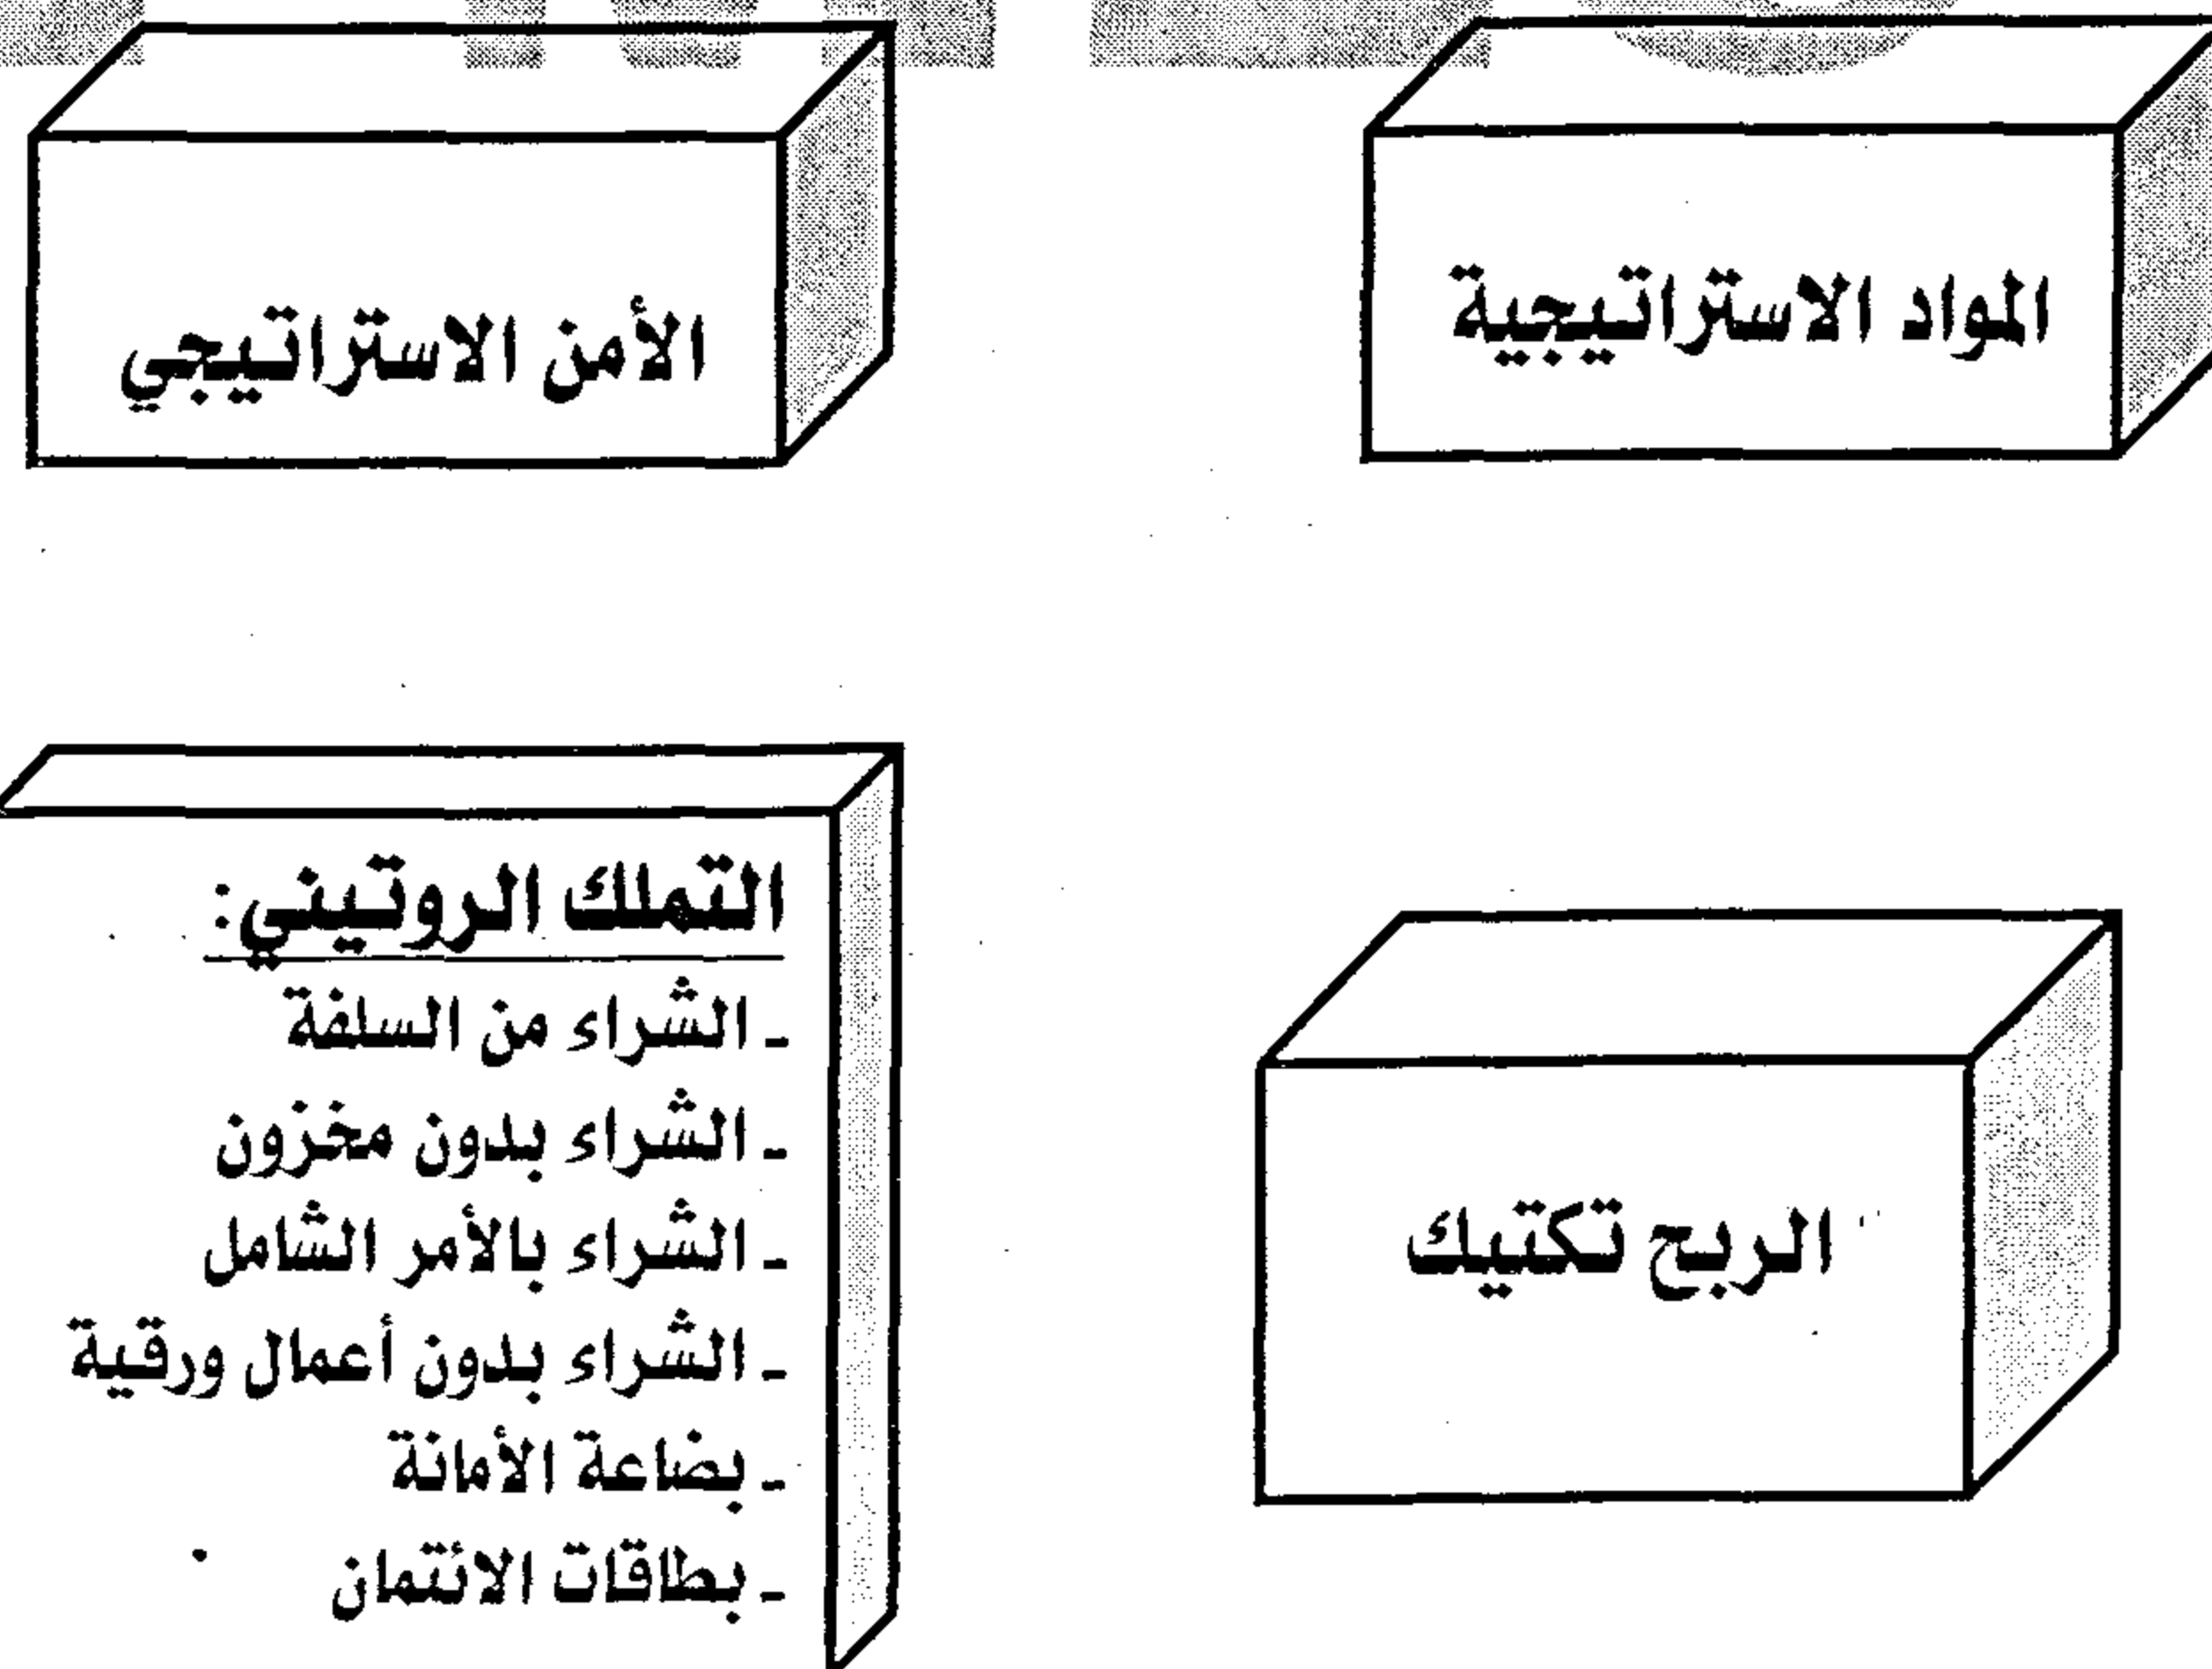 المواد الاستراتيجية
الأمن الاستراتيجي
الربح تكتيك
التملك الروتيني:
ـ الشراء من السلفة
ـ الشراء بدون مخزون
ـ الشراء بالأمر الشامل
ـ الشراء بدون أعمال ورقية
ـ بضاعة الأمانة
ـ بطاقات الائتمان